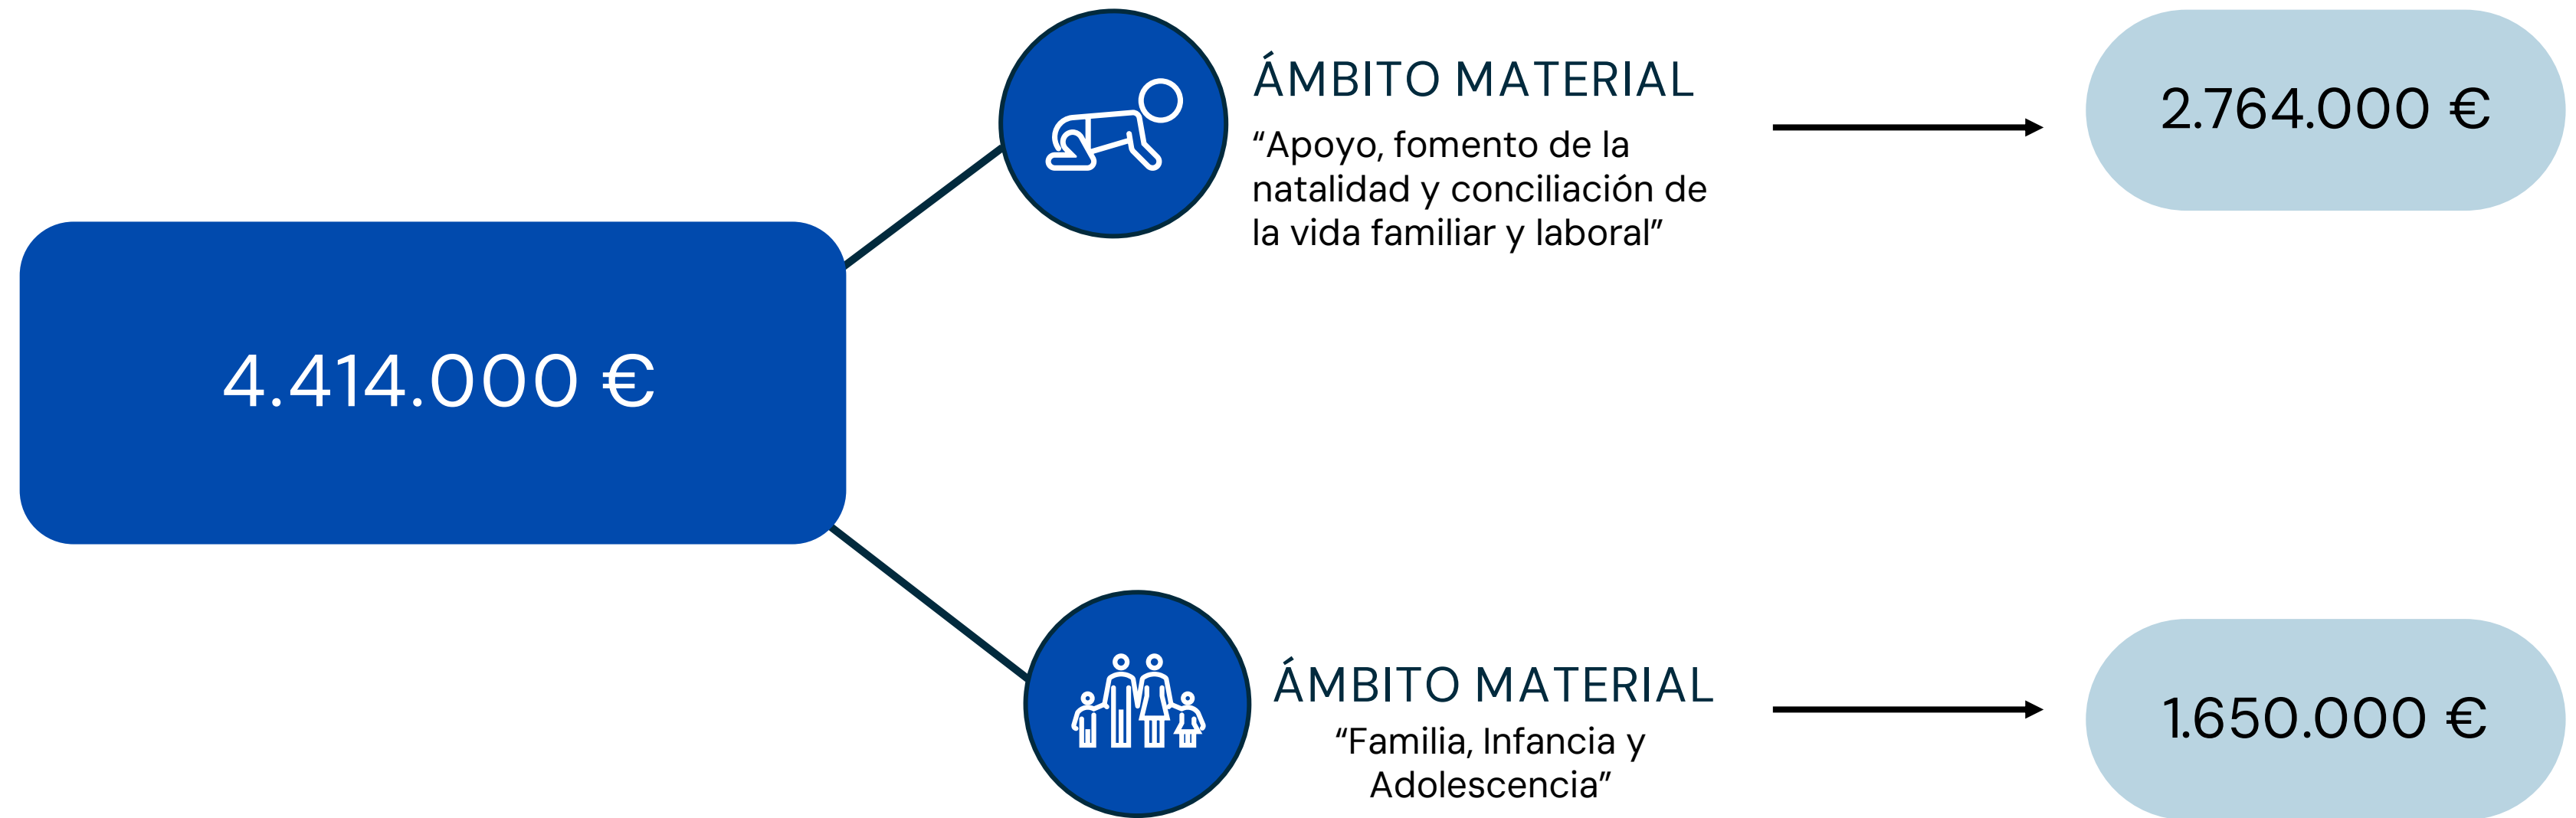 4.414.000 €
ÁMBITO MATERIAL
“Apoyo, fomento de la
natalidad y conciliación de
la vida familiar y laboral”
2.764.000 €
ÁMBITO MATERIAL
“Familia, Infancia y
Adolescencia”
1.650.000 €